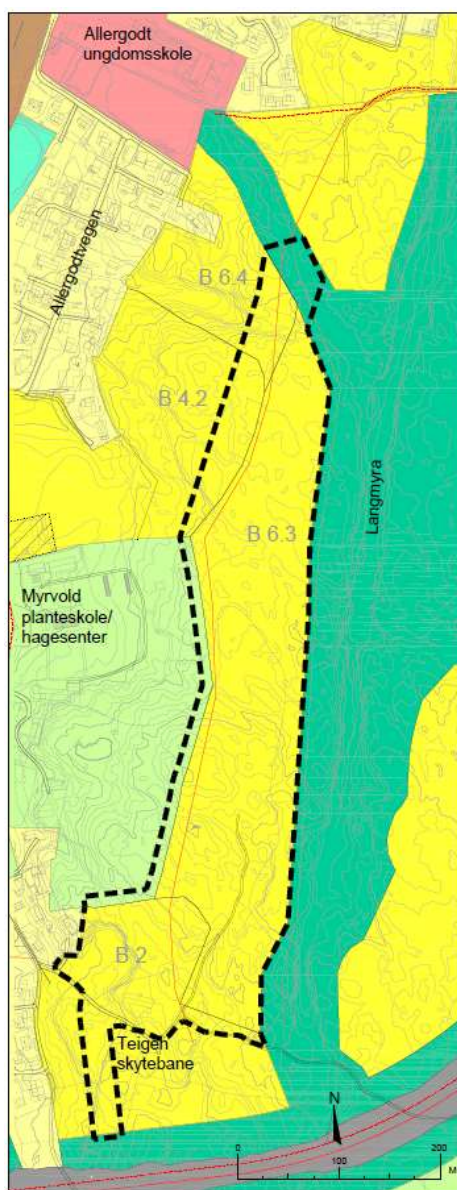 Allergodt
ungdomsskole
Allergodtvegen
B 6.4
B 4.2
B 6.3
Langmyra
Myrvold
planteskole/
hagesenter
B 2
Teigen
skytebane
N
0
100
200
M